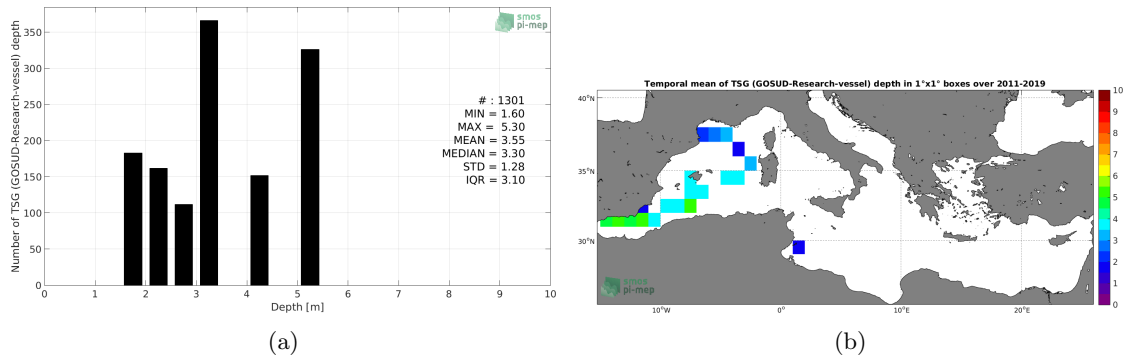 350
300
250
200
150
100
50
0
Number of TSG (GOSUD-Research-vessel) depth
smos
pi-mep
# : 1301
MIN = 1.60
MAX = 5.30
MEAN = 3.55
MEDIAN = 3.30
STD = 1.28
IQR = 3.10
0 1 2 3 4 5 6 7 8 9 10
Depth [m]
(a)
Temporal mean of TSG (GOSUD-Research-vessel) depth in 1°x1° boxes over 2011-2019
40°N
35°N
30°N
smos
pi-mep
10°W 0° 10°E 20°E
10
9
8
7
6
5
4
3
2
1
0
(b)